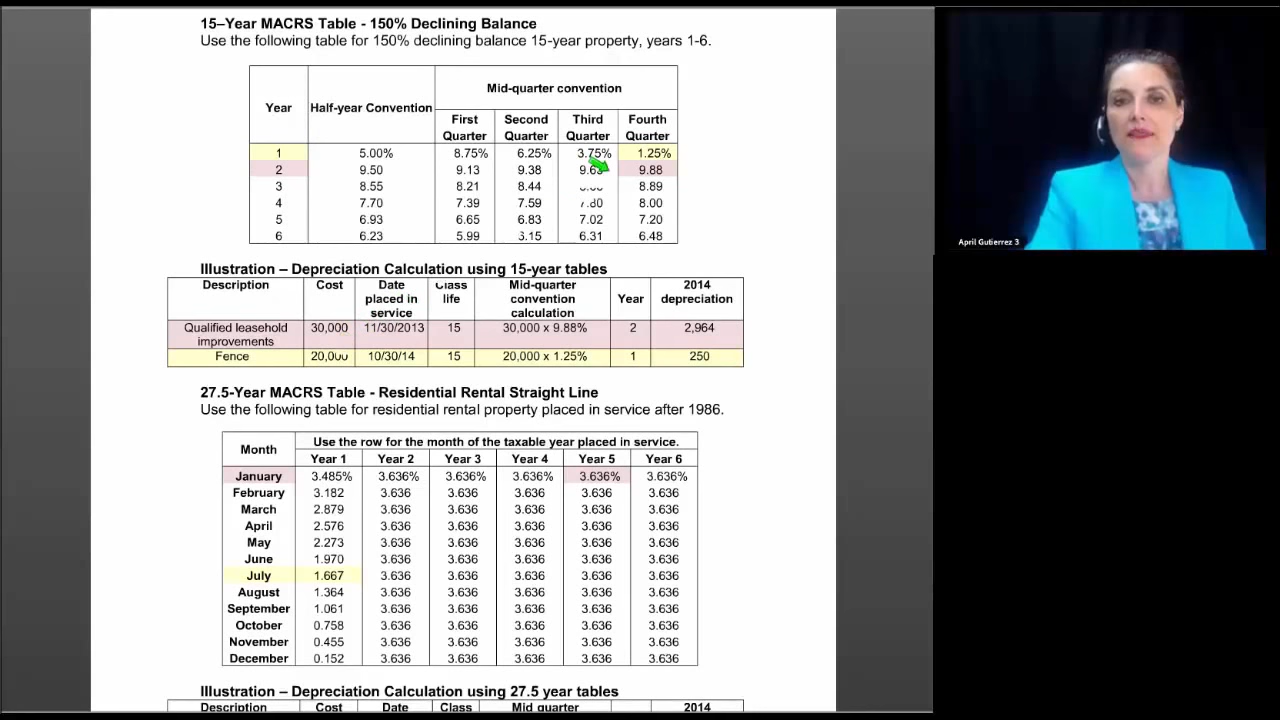 15–Year MACRS Table - 150% Declining Balance
Use the following table for 150% declining balance 15-year property, years 1-6.
Year Half-year Convention Mid-quarter convention
First Quarter Second Quarter Third Quarter Fourth Quarter
1 5.00% 8.75% 6.25% 3.75% 1.25%
2 9.50 9.13 9.38 9.88
3 8.55 8.21 8.44 8.89
4 7.70 7.39 7.59 8.00
5 6.93 6.65 6.83 7.02 7.20
6 6.23 5.99 6.31 6.48
Illustration – Depreciation Calculation using 15-year tables
Description Cost Date placed in service Class life Mid-quarter convention calculation Year 2014 depreciation
Qualified leasehold improvements 30,000 11/30/2013 15 30,000 x 9.88% 2 2,964
Fence 20,000 10/30/14 15 20,000 x 1.25% 1 250
27.5-Year MACRS Table - Residential Rental Straight Line
Use the following table for residential rental property placed in service after 1986.
Month Use the row for the month of the taxable year placed in service.
Year 1 Year 2 Year 3 Year 4 Year 5 Year 6
January 3.485% 3.636% 3.636% 3.636% 3.636% 3.636%
February 3.182 3.636 3.636 3.636 3.636 3.636
March 2.879 3.636 3.636 3.636 3.636 3.636
April 2.576 3.636 3.636 3.636 3.636 3.636
May 2.273 3.636 3.636 3.636 3.636 3.636
June 1.970 3.636 3.636 3.636 3.636 3.636
July 1.667 3.636 3.636 3.636 3.636 3.636
August 1.364 3.636 3.636 3.636 3.636 3.636
September 1.061 3.636 3.636 3.636 3.636 3.636
October 0.758 3.636 3.636 3.636 3.636 3.636
November 0.455 3.636 3.636 3.636 3.636 3.636
December 0.152 3.636 3.636 3.636 3.636 3.636
Illustration – Depreciation Calculation using 27.5 year tables
Description Cost Date Class Mid quarter 2014
April Gutierrez 3